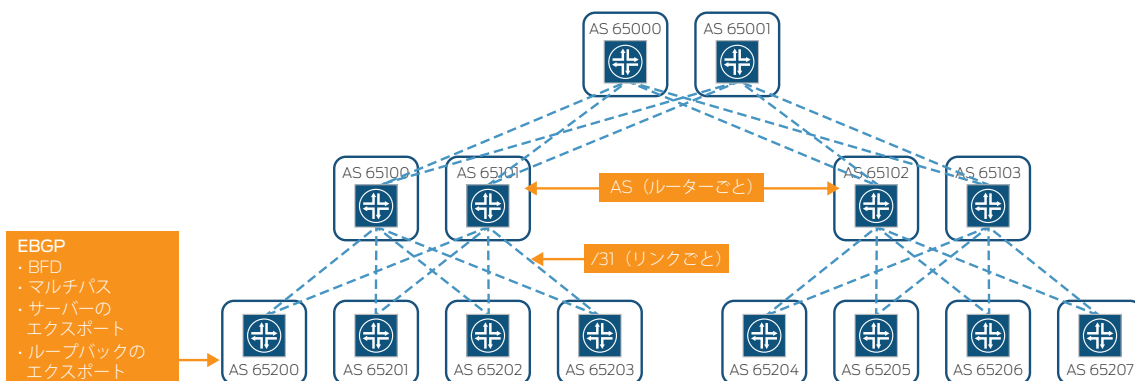 AS 65000
AS 65001
AS 65100
AS 65101
AS（ルーターごと）
AS 65102
AS 65103
EBGP
・BFD
・マルチパス
・サーバーの
エクスポート
・ループバックの
エクスポート
/31（リンクごと）
AS 65200
AS 65201
AS 65202
AS 65203
AS 65204
AS 65205
AS 65206
AS 65207